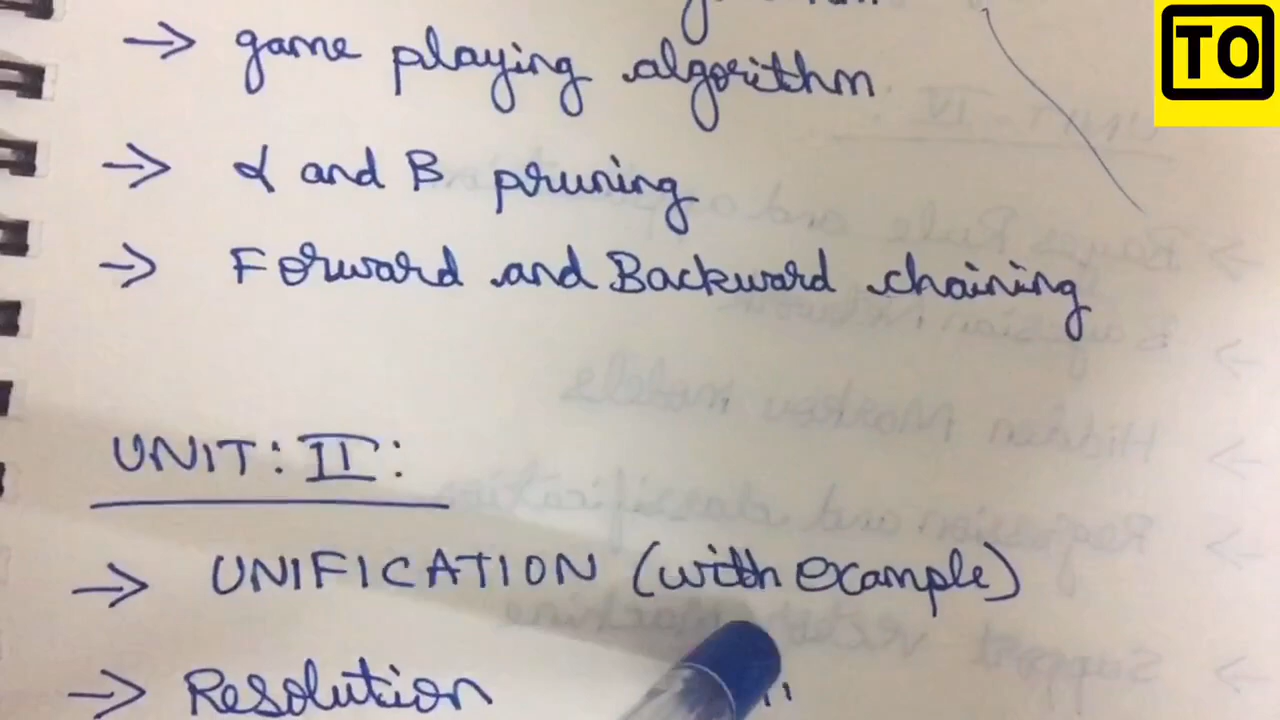 TO
→ game playing algorithm
→ α and B pruning
→ Forward and Backward chaining
UNIT: II:
→ UNIFICATION (with example)
→ Resolution